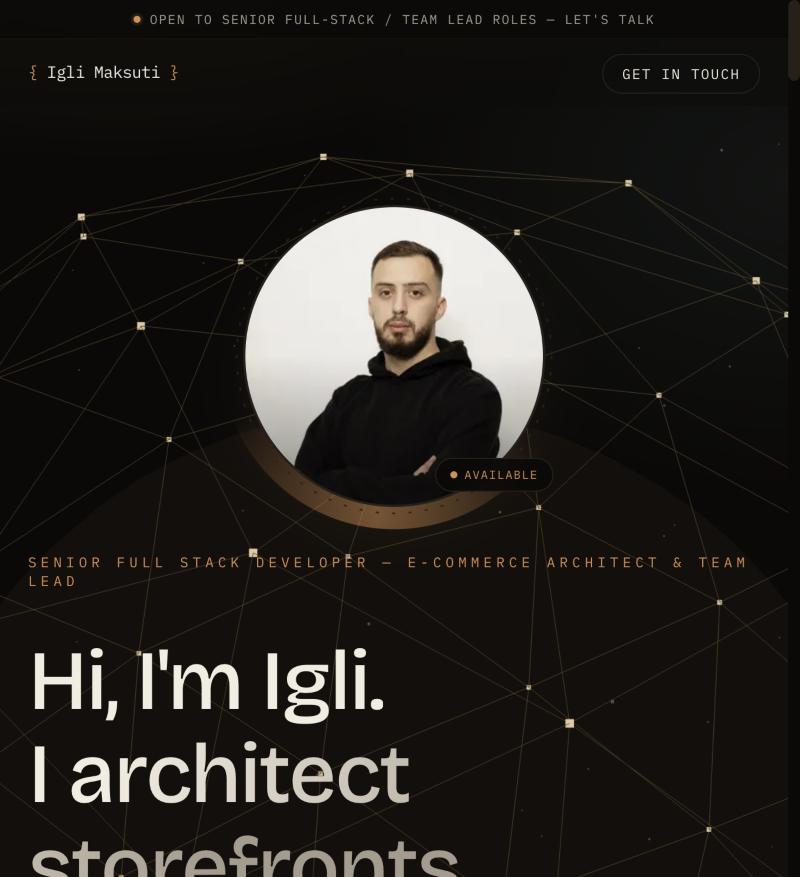 OPEN TO SENIOR FULL-STACK / TEAM LEAD ROLES — LET'S TALK
{ Igli Maksuti }
GET IN TOUCH
AVAILABLE
SENIOR FULL STACK DEVELOPER — E-COMMERCE ARCHITECT & TEAM
LEAD
Hi, I'm Igli.
I architect
storefronts